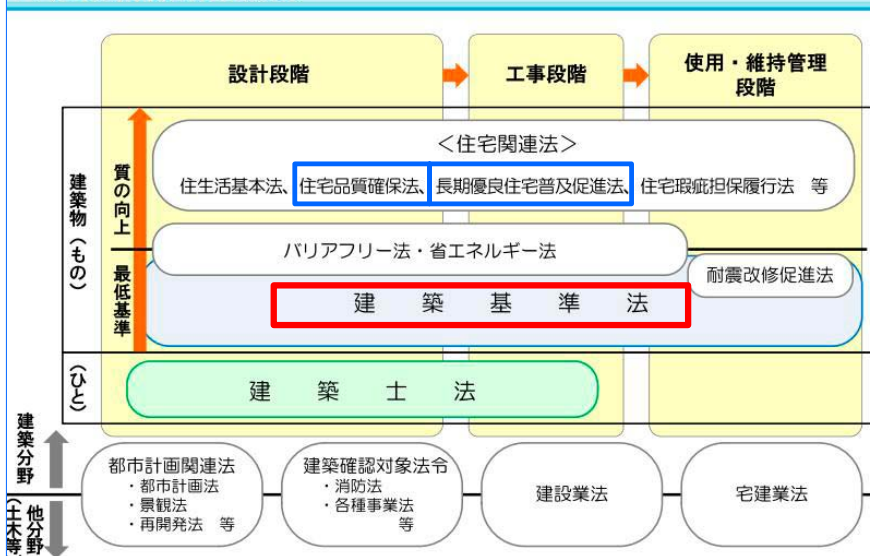 設計段階
工事段階
使用・維持管理
段階
建築物(もの)
質の向上
最低基準
<住宅関連法>
住生活基本法、住宅品質確保法、長期優良住宅普及促進法、住宅瑕疵担保履行法 等
バリアフリー法・省エネルギー法
耐震改修促進法
建築基準法
(ひと)
建築士法
建築分野
他分野
(土木等
都市計画関連法
・都市計画法
・景観法
・再開発法 等
建築確認対象法令
・消防法
・各種事業法
等
建設業法
宅建業法